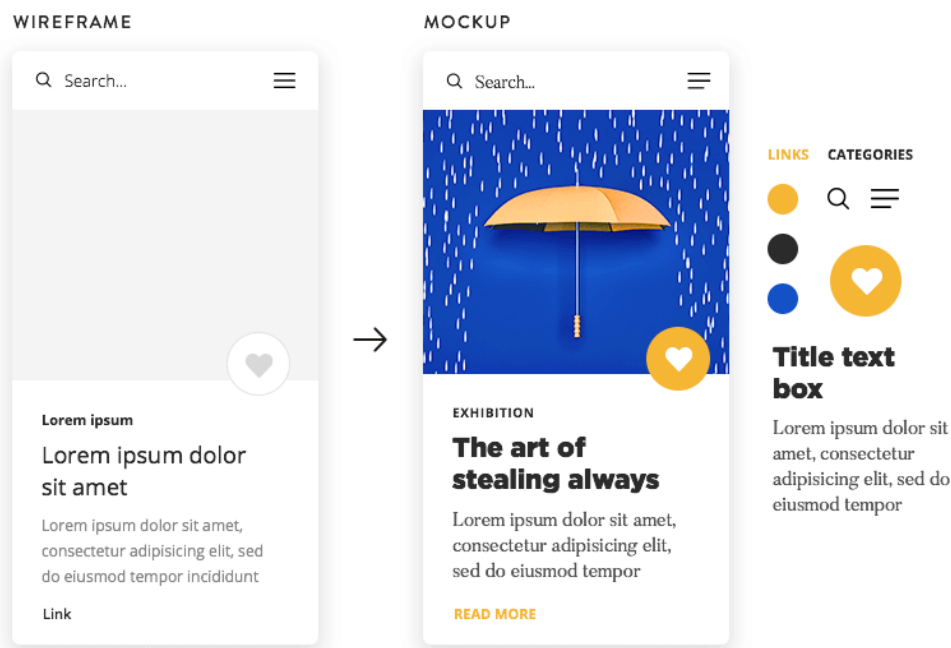 WIREFRAME
Search...
Lorem ipsum
Lorem ipsum dolor
sit amet
Lorem ipsum dolor sit amet,
consectetur adipisicing elit, sed
do eiusmod tempor incididunt
Link
MOCKUP
Search...
EXHIBITION
The art of
stealing always
Lorem ipsum dolor sit amet,
consectetur adipisicing elit,
sed do eiusmod tempor
READ MORE
LINKS CATEGORIES
Title text
box
Lorem ipsum dolor sit
amet, consectetur
adipisicing elit, sed do
eiusmod tempor